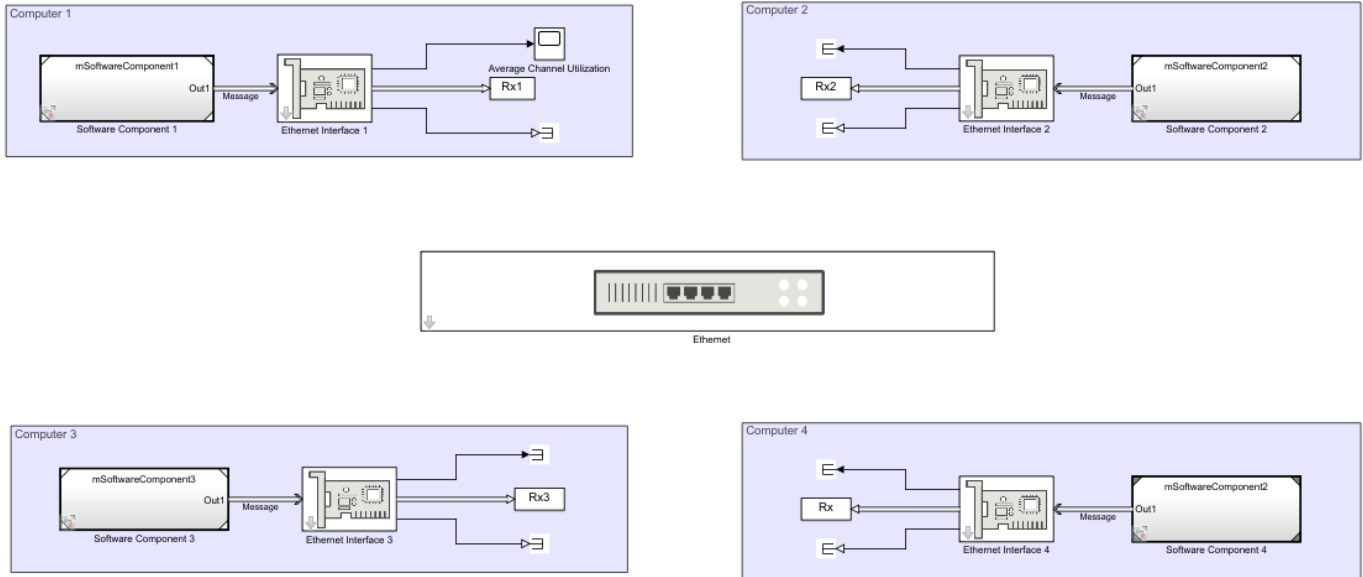 Computer 1
mSoftwareComponent1
Out1
Message
Software Component 1
Ethernet Interface 1
Average Channel Utilization
Rx1
Computer 2
Rx2
Ethernet Interface 2
Message
mSoftwareComponent2
Out1
Software Component 2
Ethernet
Computer 3
mSoftwareComponent3
Out1
Message
Software Component 3
Ethernet Interface 3
Rx3
Computer 4
Rx
Ethernet Interface 4
Message
mSoftwareComponent2
Out1
Software Component 4